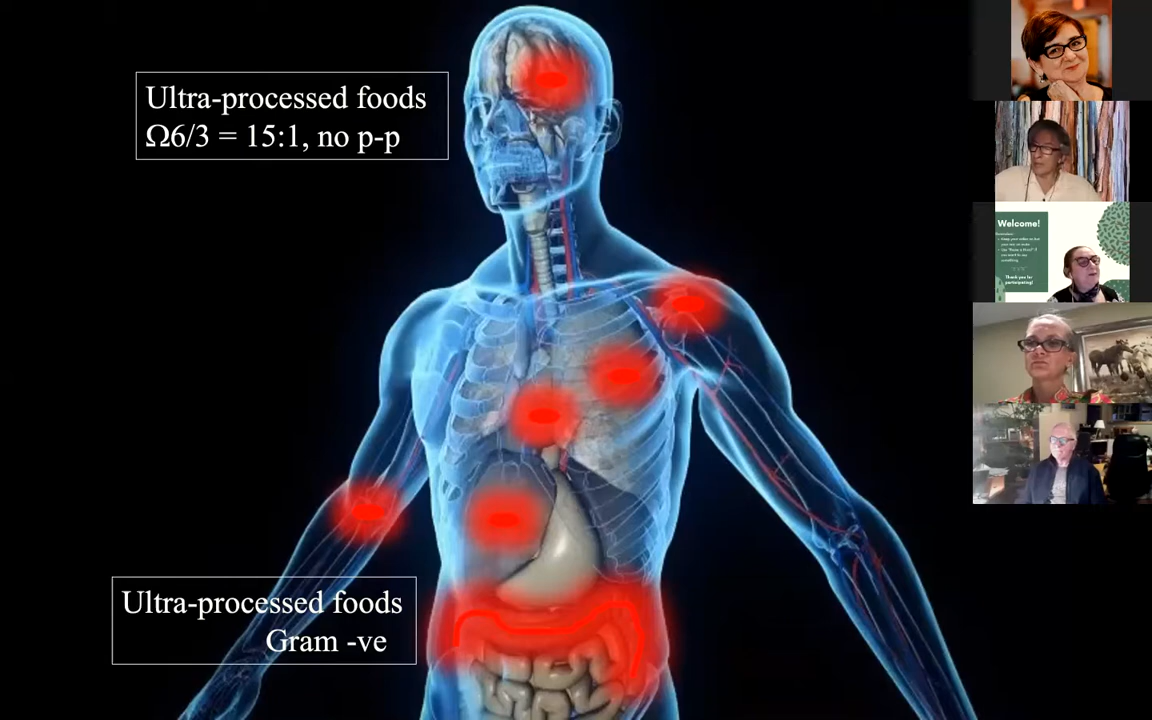 Ultra-processed foods
Ω6/3 = 15:1, no p-p
Ultra-processed foods
Gram -ve
Welcome!
Thank you for
participating!